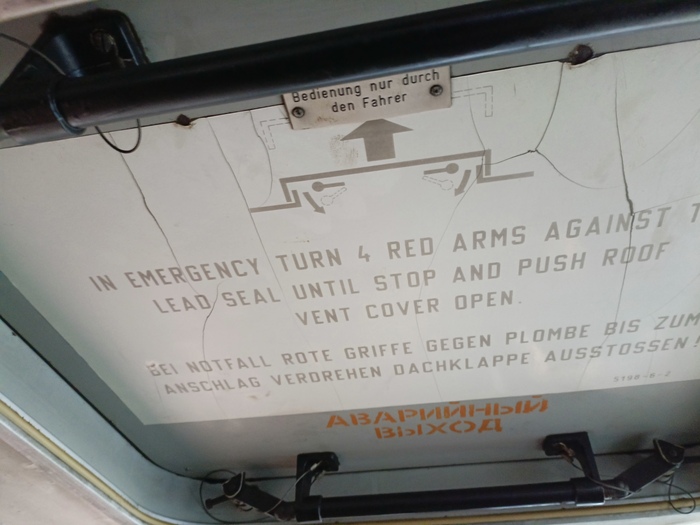 Bedienung nur durch
den Fahrer
IN EMERGENCY TURN 4 RED ARMS AGAINST
LEAD SEAL UNTIL STOP AND PUSH ROOF
VENT COVER OPEN.
BEI NOTFALL ROTE GRIFFE GEGEN PLOMBE BIS ZUM
ANSCHLAG VERDREHEN DACHKLAPPE AUSSTOSSEN!
АВАРИЙНЫЙ
ВЫХОД